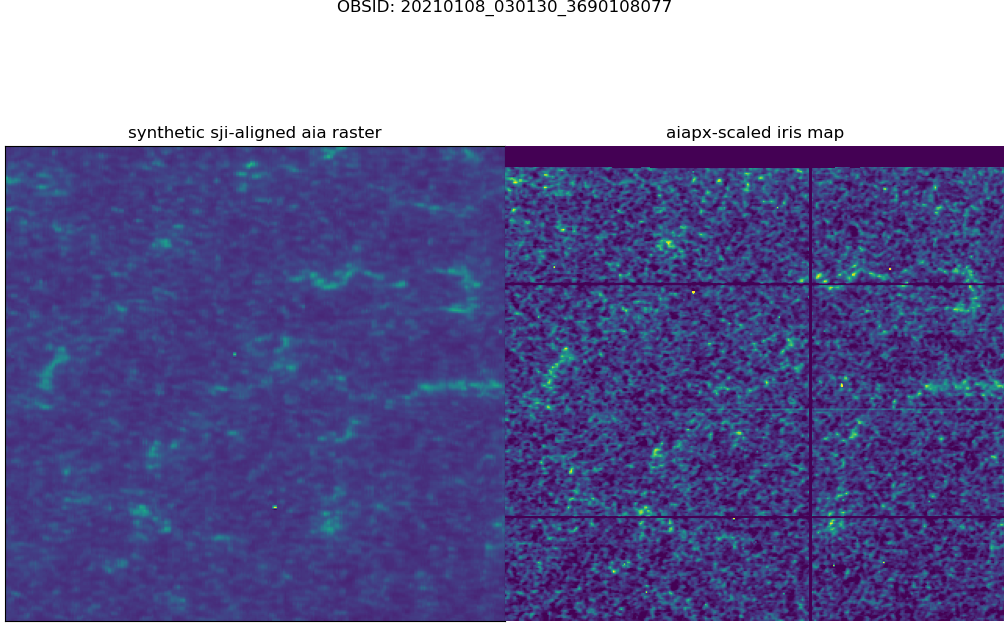 OBSID: 20210108_030130_3690108077
synthetic sji-aligned aia raster
aiapx-scaled iris map